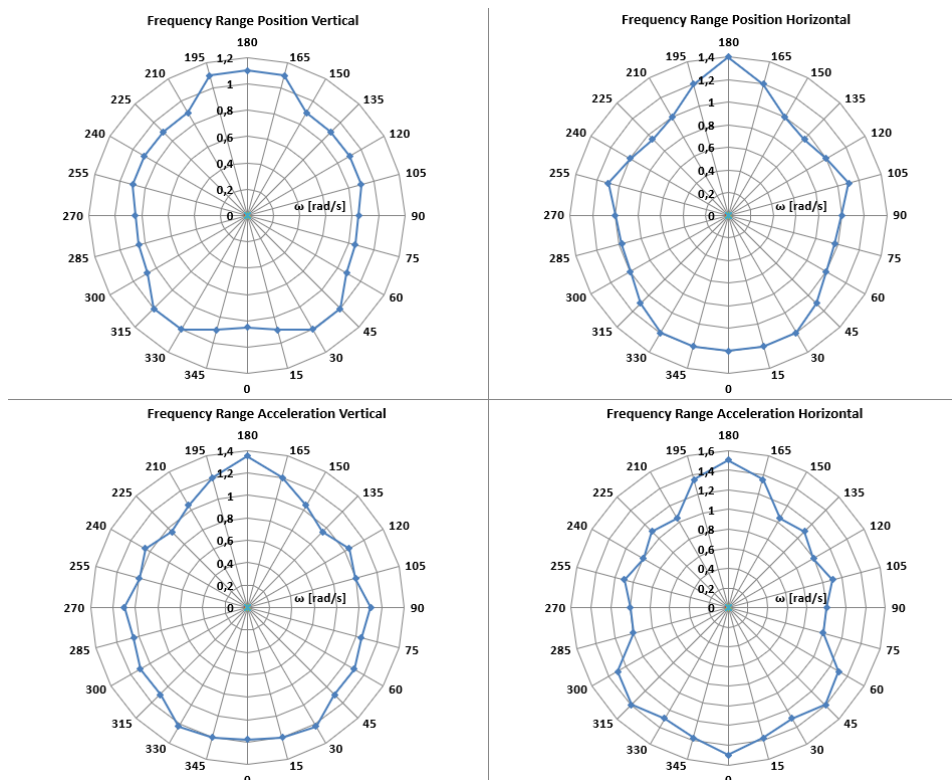 Frequency Range Position Vertical
180
195 1,2 165
210 1 150
225 0,8 135
240 0,6 120
255 0,4 105
0,2 ω [rad/s]
270 0 90
285 75
300 60
315 45
330 30
345 15
0
Frequency Range Position Horizontal
180
195 1,4 165
210 1,2 150
225 1 135
240 0,8 120
0,6
255 0,4 105
0,2 ω [rad/s]
270 0 90
285 75
300 60
315 45
330 30
345 15
0
Frequency Range Acceleration Vertical
180
195 1,4 165
210 1,2 150
225 1 135
240 0,8 120
0,6
255 0,4 105
0,2 ω [rad/s]
270 0 90
285 75
300 60
315 45
330 30
345 15
0
Frequency Range Acceleration Horizontal
180
195 1,6 165
210 1,4 150
1,2
225 1 135
240 0,8 120
0,6
255 0,4 105
0,2 ω [rad/s]
270 0 90
285 75
300 60
315 45
330 30
345 15
0